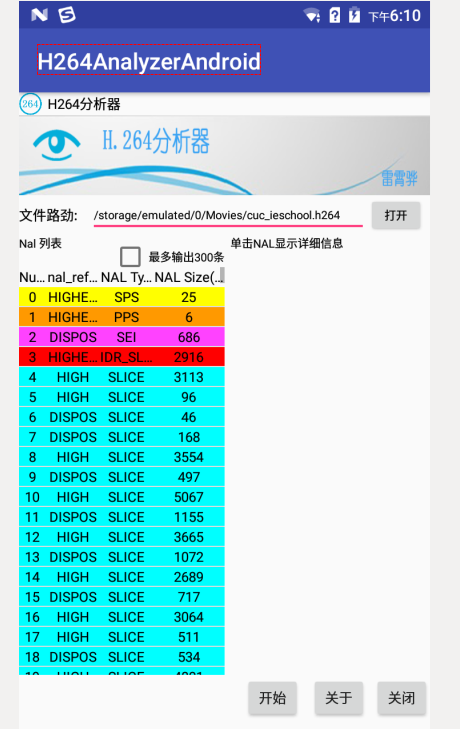 下午6:10
H264AnalyzerAndroid
264 H264分析器
H.264分析器
雷霄骅
文件路劲: /storage/emulated/0/Movies/cuc_ieschool.h264 打开
Nal 列表 最多输出300条 单击NAL显示详细信息
Nu... nal_ref... NAL Ty... NAL Size(...
0 HIGHE... SPS 25
1 HIGHE... PPS 6
2 DISPOS SEI 686
3 HIGHE... IDR_SL... 2916
4 HIGH SLICE 3113
5 HIGH SLICE 96
6 DISPOS SLICE 46
7 DISPOS SLICE 168
8 HIGH SLICE 3554
9 DISPOS SLICE 497
10 HIGH SLICE 5067
11 DISPOS SLICE 1155
12 HIGH SLICE 3665
13 DISPOS SLICE 1072
14 HIGH SLICE 2689
15 DISPOS SLICE 717
16 HIGH SLICE 3064
17 HIGH SLICE 511
18 DISPOS SLICE 534
开始 关于 关闭